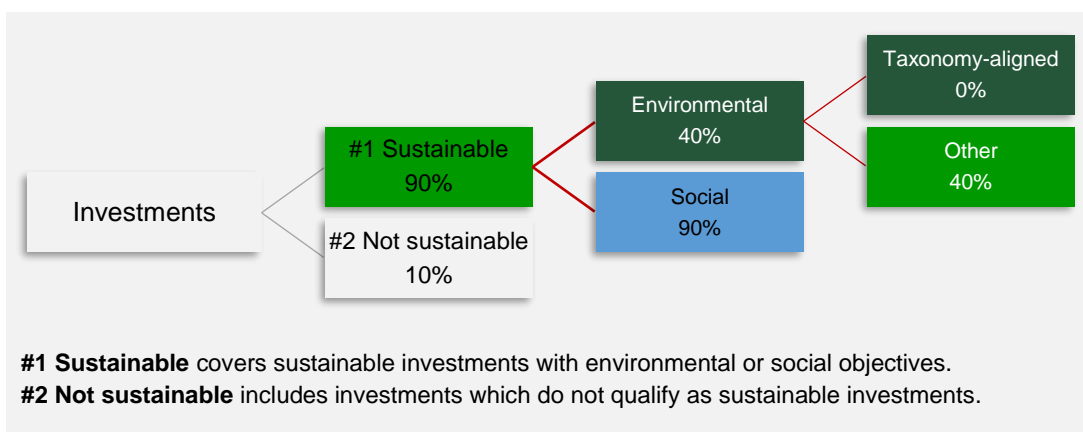 Investments
#1 Sustainable
90%
#2 Not sustainable
10%
Environmental
40%
Social
90%
Taxonomy-aligned
0%
Other
40%
#1 Sustainable covers sustainable investments with environmental or social objectives.
#2 Not sustainable includes investments which do not qualify as sustainable investments.